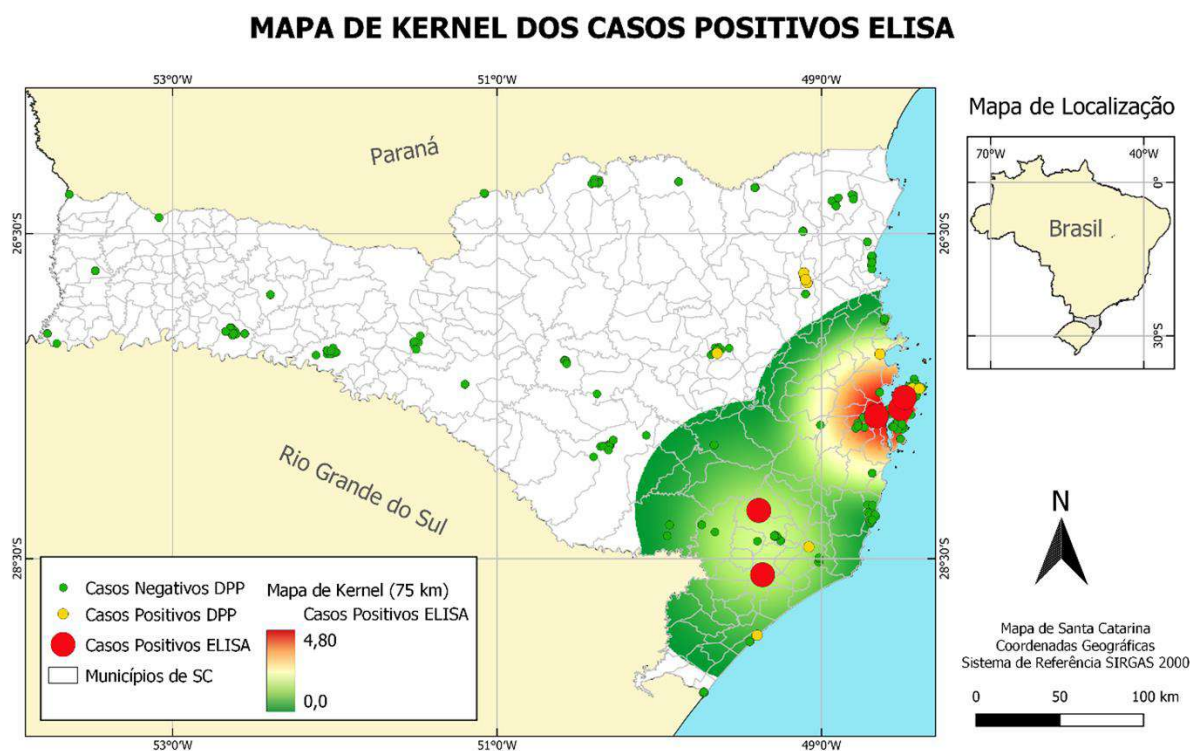 MAPA DE KERNEL DOS CASOS POSITIVOS ELISA
53°0'W
51°0'W
49°0'W
Paraná
26°30'S
26°30'S
Rio Grande do Sul
28°30'S
28°30'S
Casos Negativos DPP
Casos Positivos DPP
Casos Positivos ELISA
Municípios de SC
Mapa de Kernel (75 km)
Casos Positivos ELISA
4,80
0,0
53°0'W
51°0'W
49°0'W
Mapa de Localização
70°W
40°W
0°
Brasil
30°S
N
Mapa de Santa Catarina
Coordenadas Geográficas
Sistema de Referência SIRGAS 2000
0 50 100 km